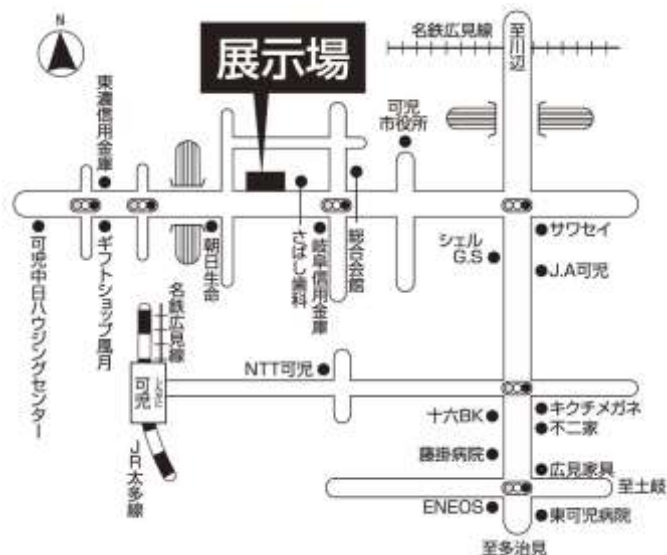 N
展示場
名鉄広見線
至川辺
東濃信用金庫
可児
市役所
可児中日ハウジングセンター
ギフトショップ風月
朝日生命
さばし歯科
岐阜信用金庫
総合会館
シェル
G.S
サワセイ
J.A可児
名鉄広見線
可児
NTT可児
JR太多線
十六BK
キクチメガネ
不二家
藤掛病院
広見家具
至土岐
ENEOS
東可児病院
至多治見